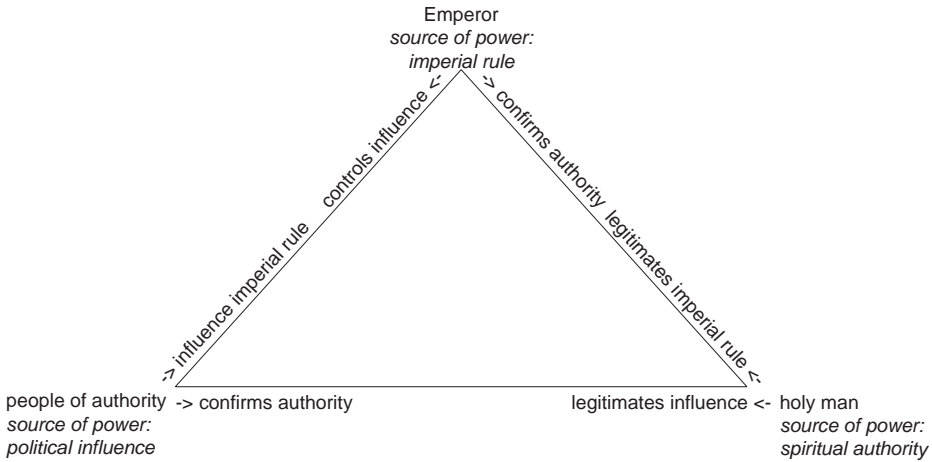 Emperor
source of power:
imperial rule
controls influence <-
-> confirms authority
-> influence imperial rule
legitimates imperial rule <-
people of authority
-> confirms authority
legitimates influence <-
holy man
source of power:
political influence
source of power:
spiritual authority